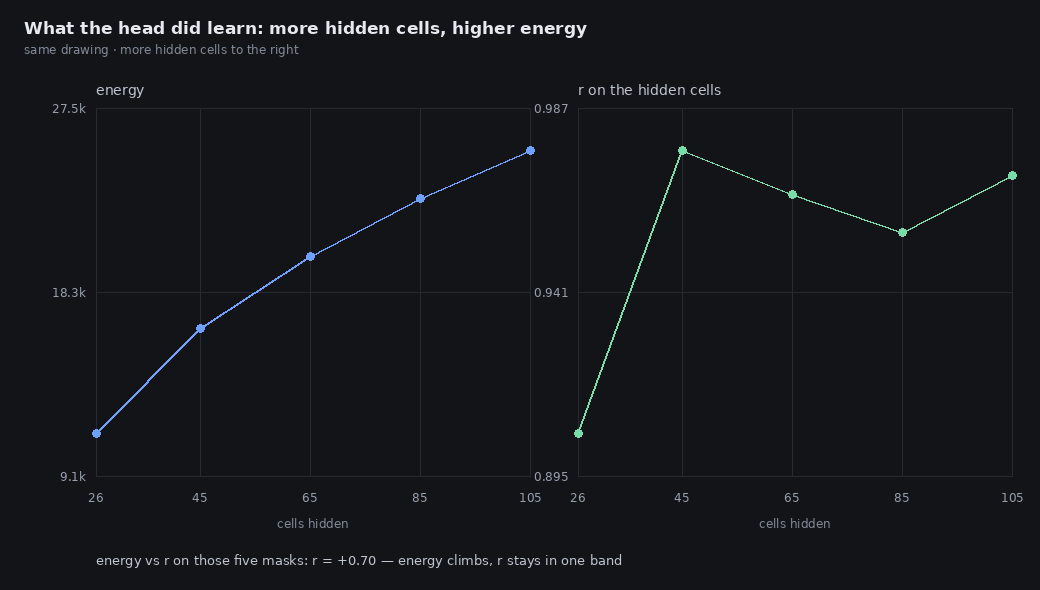 What the head did learn: more hidden cells, higher energy
same drawing · more hidden cells to the right
energy
27.5k
18.3k
9.1k
26 45 65 85 105
cells hidden
r on the hidden cells
0.987
0.941
0.895
26 45 65 85 105
cells hidden
energy vs r on those five masks: r = +0.70 — energy climbs, r stays in one band